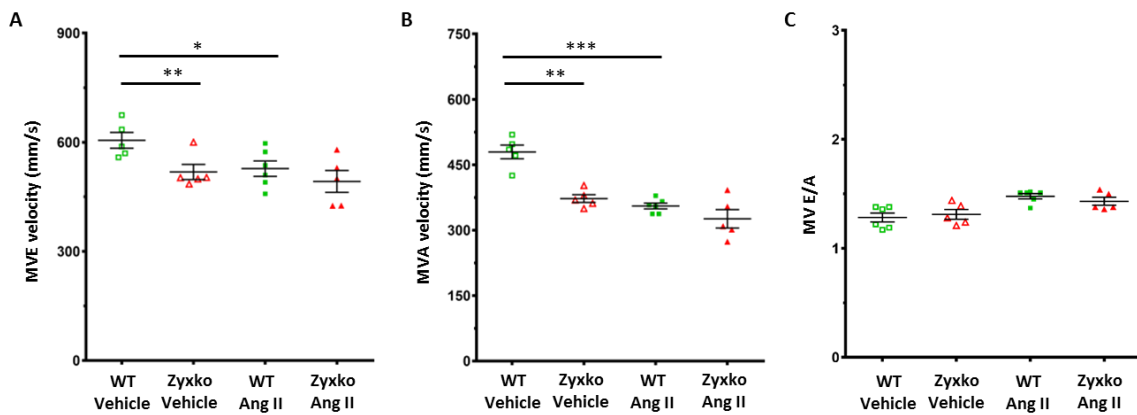 A
MVE velocity (mm/s)
900
600
300
0
*
**
WT Vehicle
Zyxko Vehicle
WT Ang II
Zyxko Ang II
B
MVA velocity (mm/s)
750
600
450
300
150
0
***
**
WT Vehicle
Zyxko Vehicle
WT Ang II
Zyxko Ang II
C
MV E/A
3
2
1
0
WT Vehicle
Zyxko Vehicle
WT Ang II
Zyxko Ang II